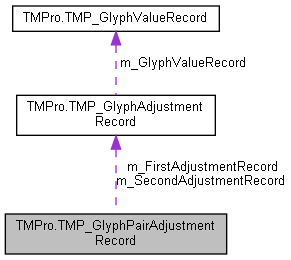 TMPro.TMP_GlyphValueRecord
m_GlyphValueRecord
TMPro.TMP_GlyphAdjustment
Record
m_FirstAdjustmentRecord
m_SecondAdjustmentRecord
TMPro.TMP_GlyphPairAdjustment
Record